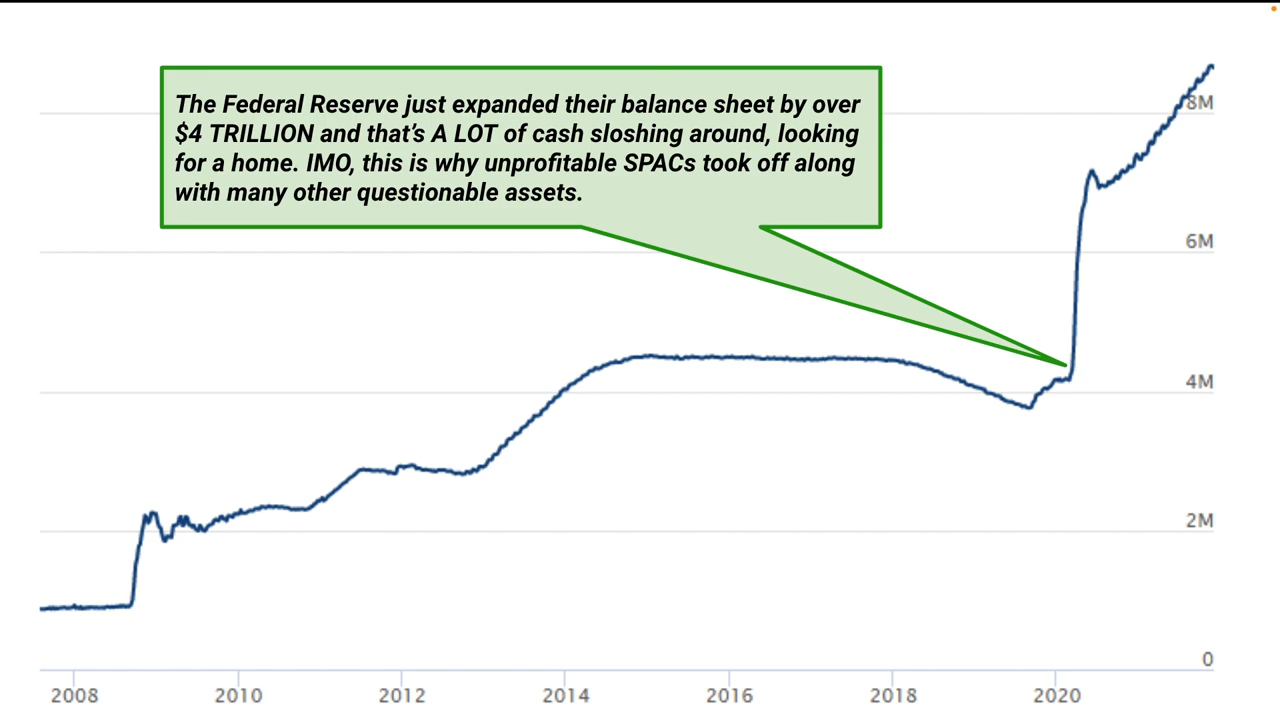 The Federal Reserve just expanded their balance sheet by over
$4 TRILLION and that's A LOT of cash sloshing around, looking
for a home. IMO, this is why unprofitable SPACs took off along
with many other questionable assets.
8M
6M
4M
2M
0
2008 2010 2012 2014 2016 2018 2020